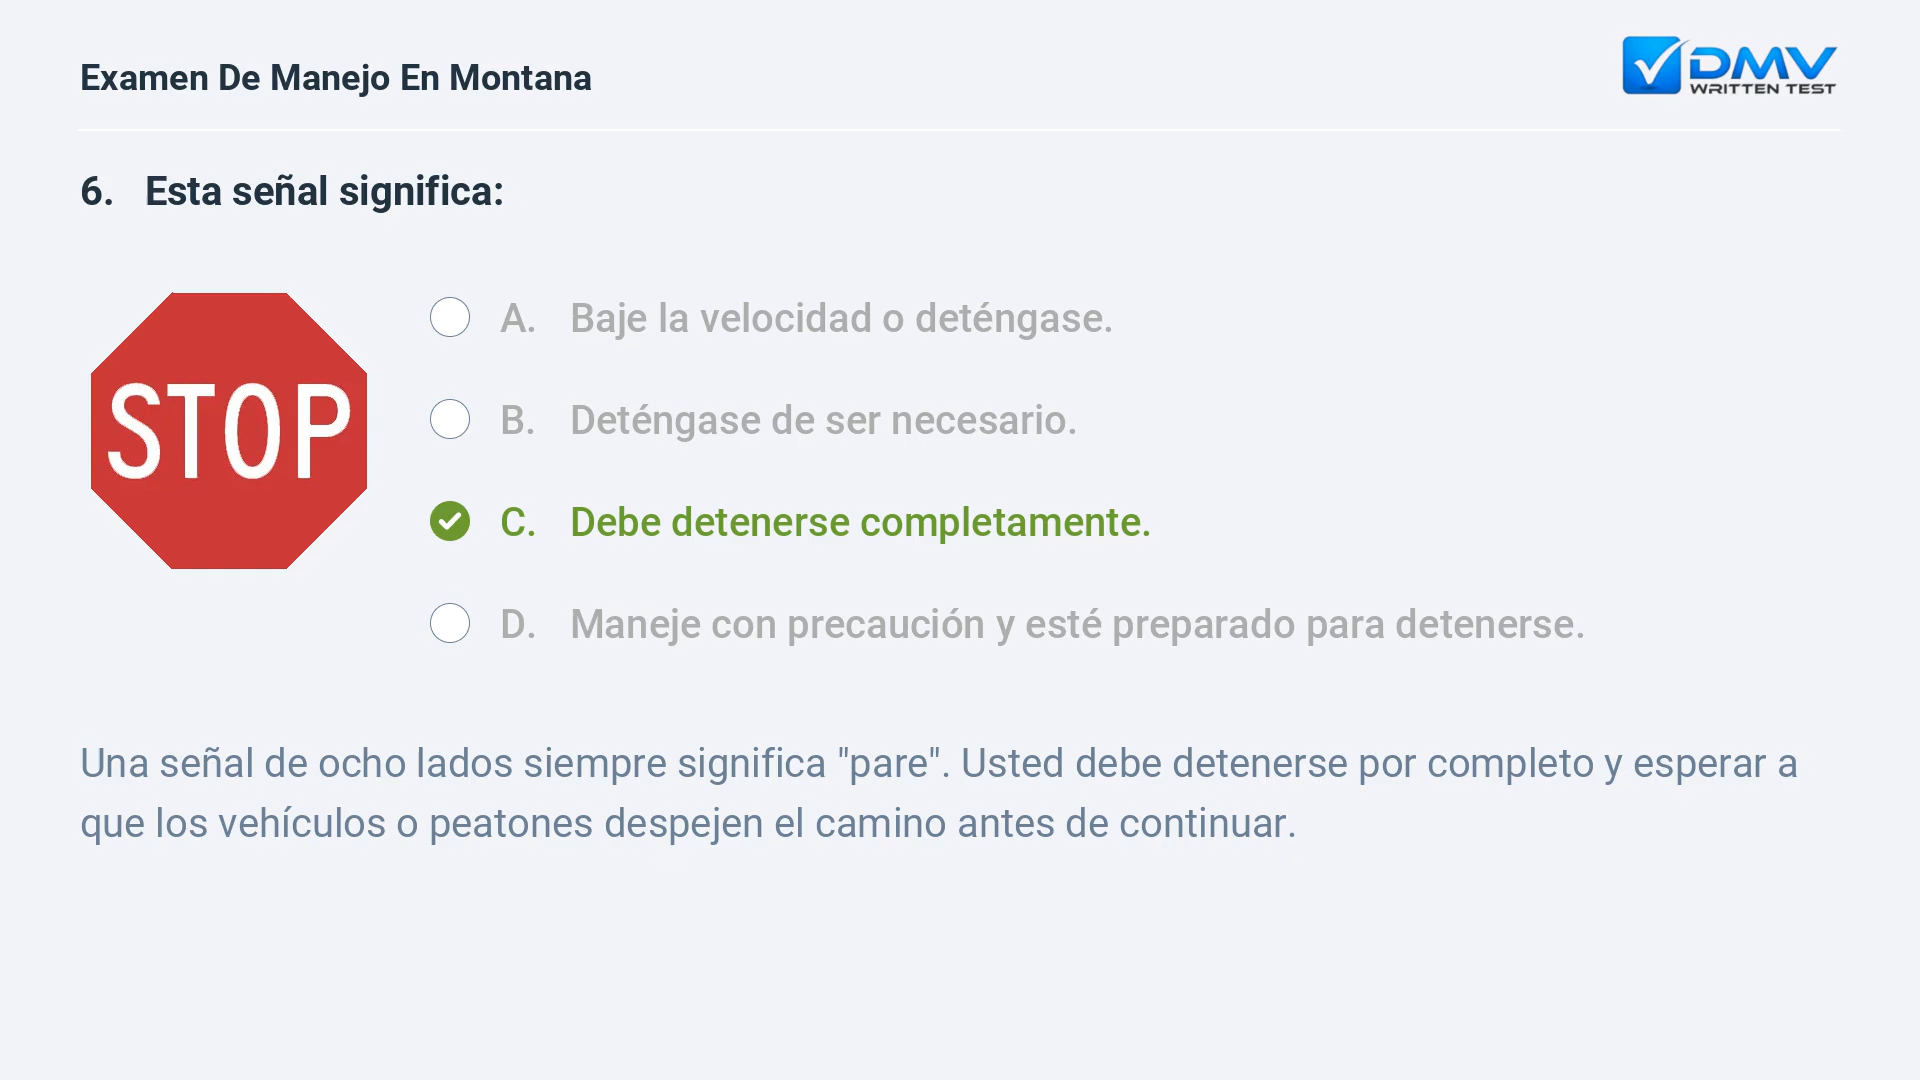 Examen De Manejo En Montana
DMV
WRITTEN TEST
6. Esta señal significa:
STOP
A. Baje la velocidad o deténgase.
B. Deténgase de ser necesario.
C. Debe detenerse completamente.
D. Maneje con precaución y esté preparado para detenerse.
Una señal de ocho lados siempre significa "pare". Usted debe detenerse por completo y esperar a
que los vehículos o peatones despejen el camino antes de continuar.